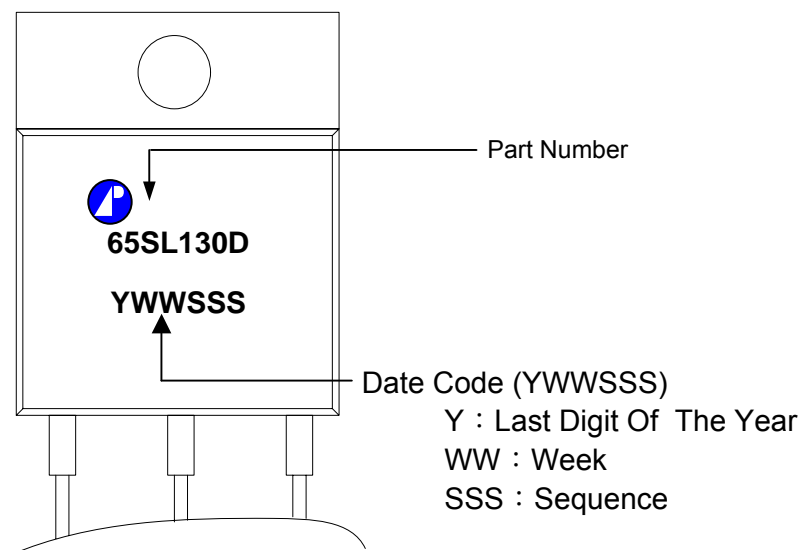 Part Number
65SL130D
YWWSSS
Date Code (YWWSSS)
Y：Last Digit Of The Year
WW：Week
SSS：Sequence